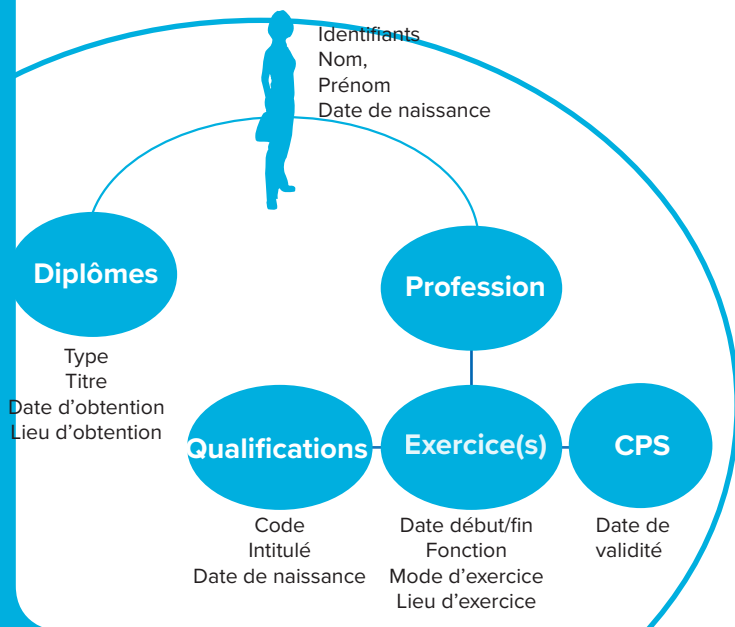 Identifiants
Nom,
Prénom
Date de naissance
Diplômes
Type
Titre
Date d'obtention
Lieu d'obtention
Profession
Qualifications
Code
Intitulé
Date de naissance
Exercice(s)
Date début/fin
Fonction
Mode d'exercice
Lieu d'exercice
CPS
Date de
validité